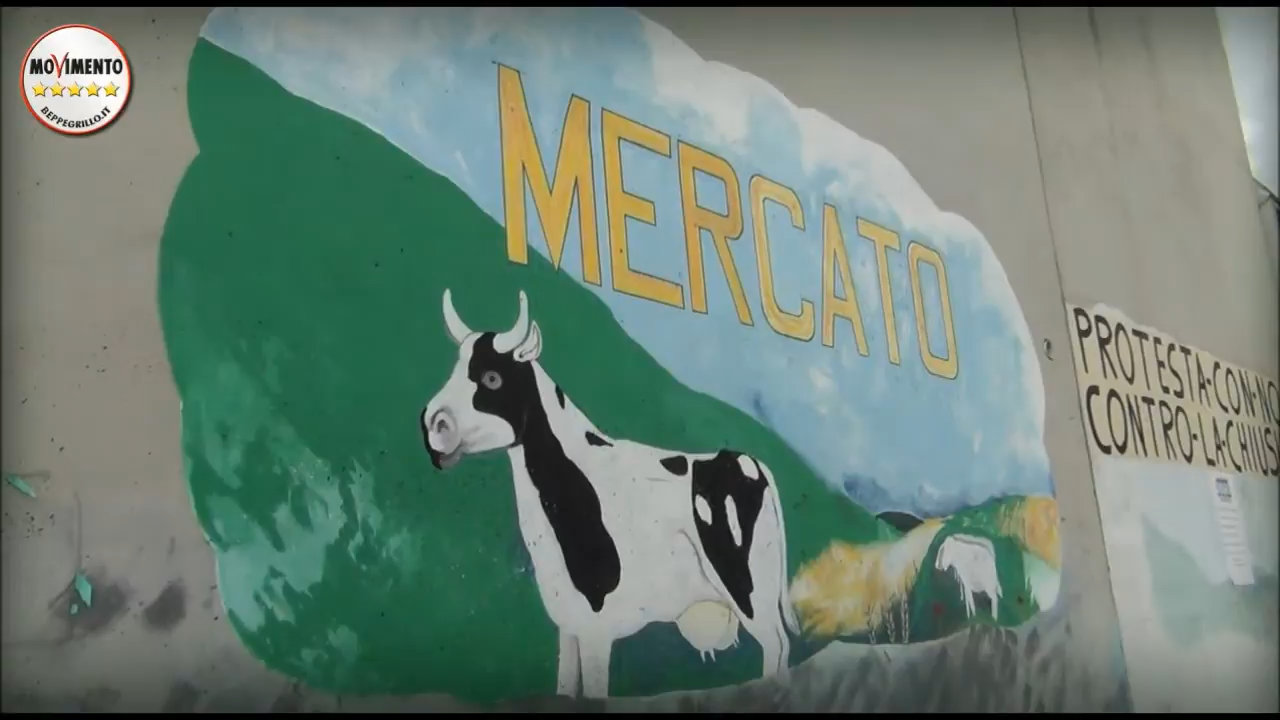 MOVIMENTO
BEPPEGRILLO.IT
MERCATO
PROTESTA-CON-NO
CONTRO-LA-CHIUS